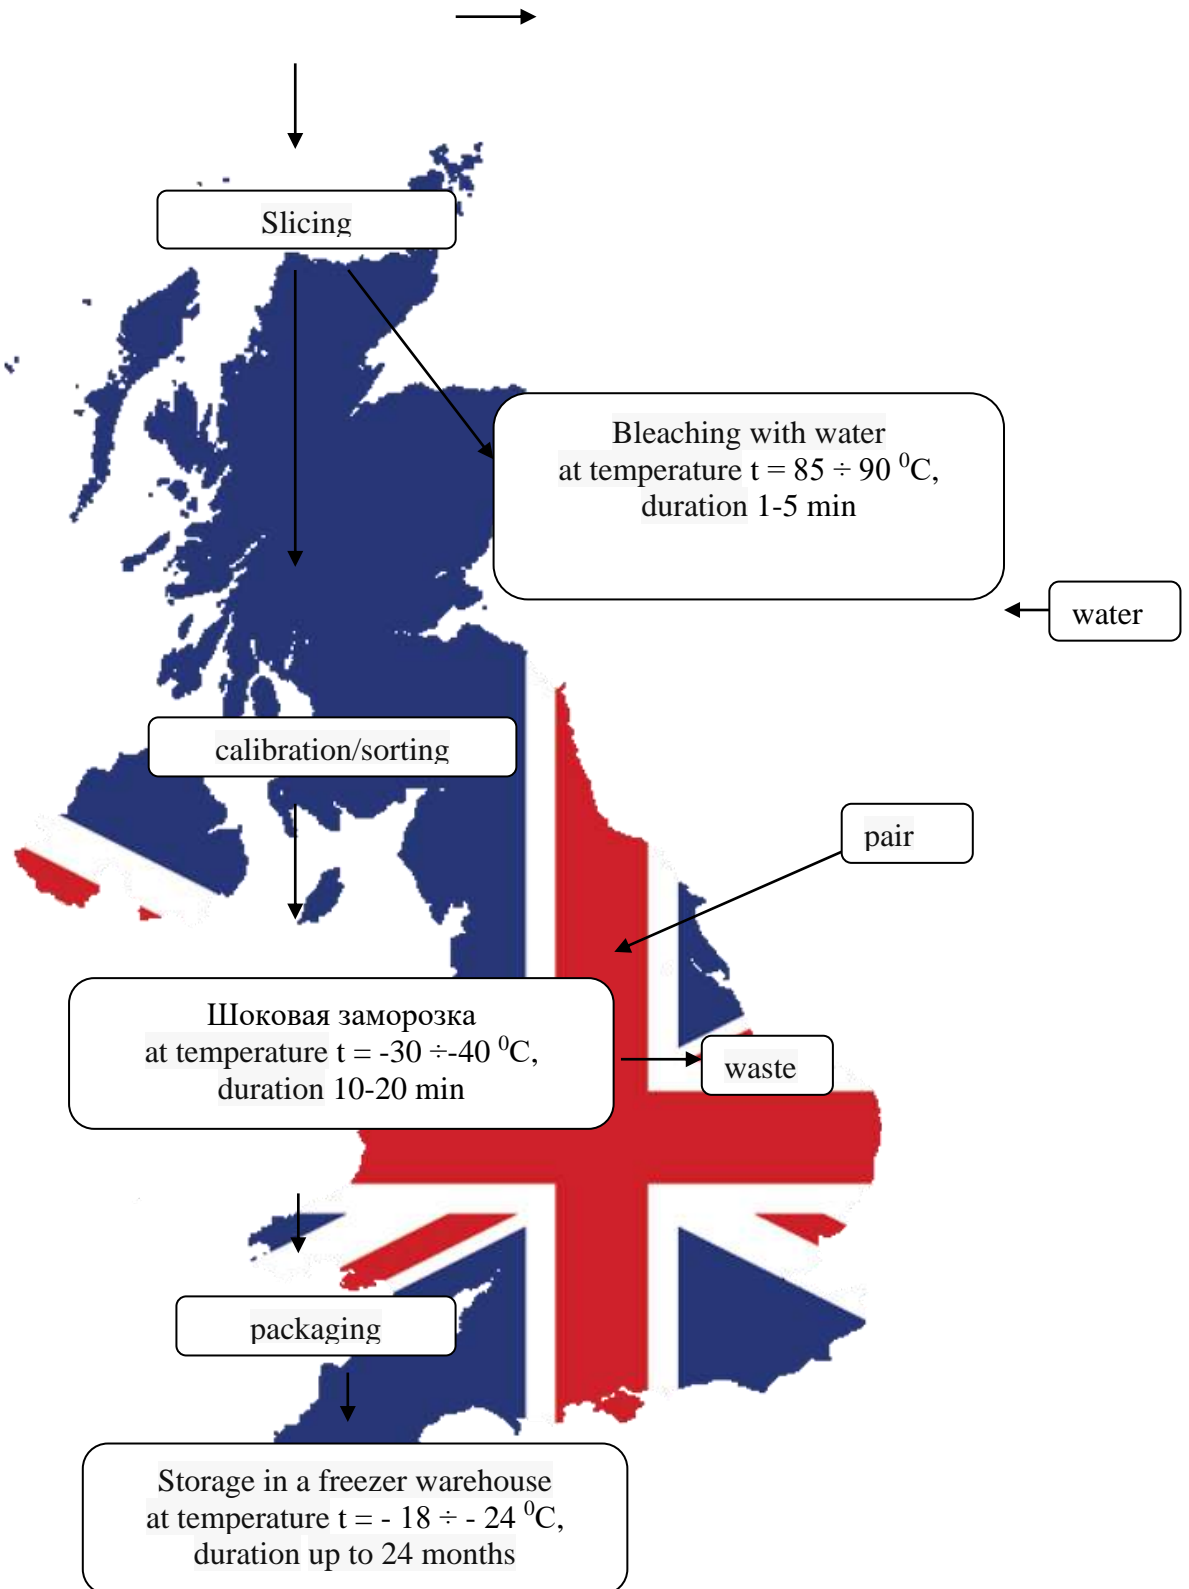 Slicing
Bleaching with water
at temperature t = 85 ÷ 90 ⁰C,
duration 1-5 min
water
calibration/sorting
pair
Шоковая заморозка
at temperature t = -30 ÷-40 ⁰C,
duration 10-20 min
waste
packaging
Storage in a freezer warehouse
at temperature t = - 18 ÷ - 24 ⁰C,
duration up to 24 months